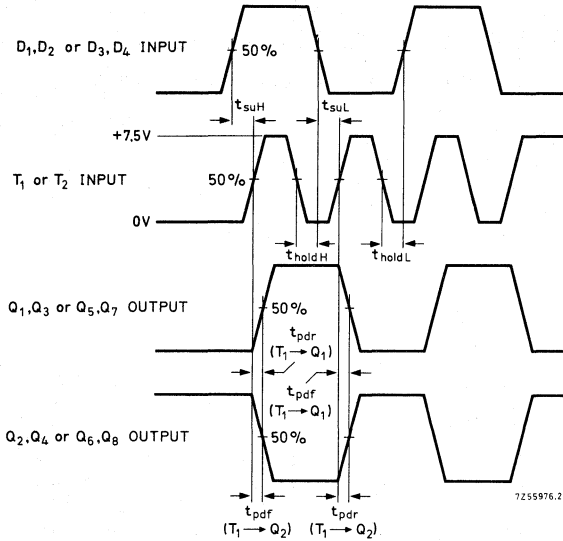 D1,D2 or D3,D4 INPUT
50%
tsuH
tsuL
+7,5V
T1 or T2 INPUT
50%
0V
tholdH
tholdL
Q1,Q3 or Q5,Q7 OUTPUT
50%
tpdr
(T1→Q1)
tpdf
(T1→Q1)
Q2,Q4 or Q6,Q8 OUTPUT
50%
7Z55976.2
tpdf
(T1→Q2)
tpdr
(T1→Q2)